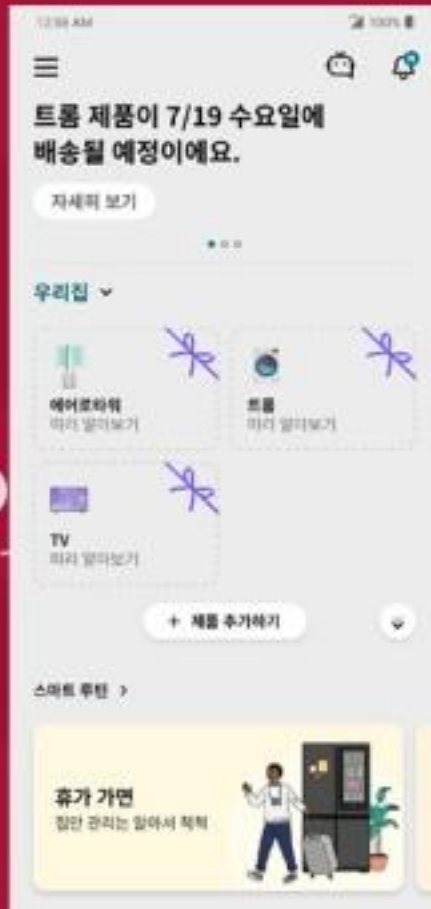 12:58 AM
100%
트롬 제품이 7/19 수요일에
배송될 예정이에요.
자세히 보기
우리집
에어로타워
미리 알아보기
트롬
미리 알아보기
TV
미리 알아보기
+ 제품 추가하기
스마트 루틴 >
휴가 가면
집안 관리는 알아서 척척